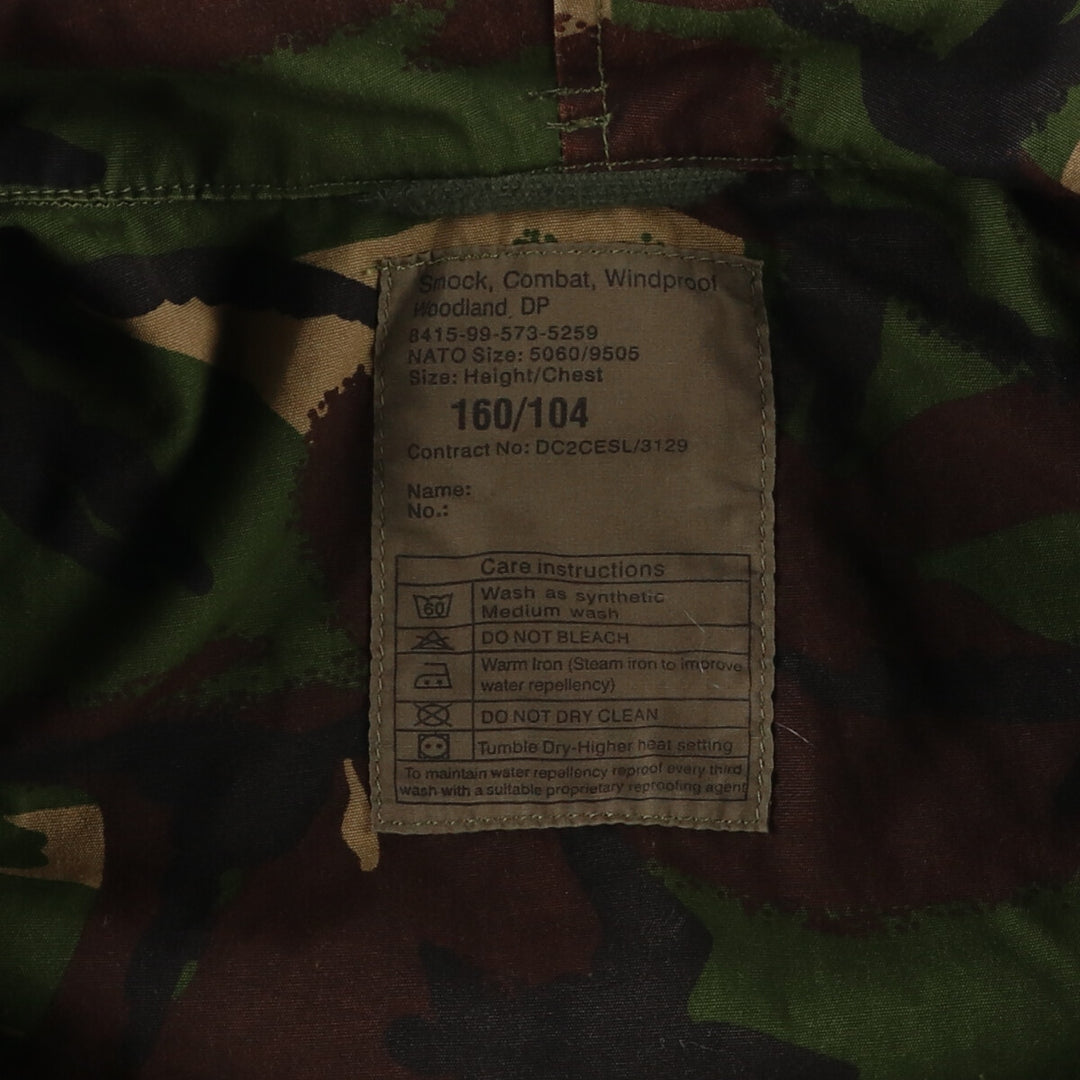 Smock, Combat, Windproof
Woodland, DP
8415-99-573-5259
NATO Size: 5060/9505
Size: Height/Chest
160/104
Contract No: DC2CESL/3129
Name:
No.:
Care instructions
60
Wash as synthetic
Medium wash
DO NOT BLEACH
Warm Iron (Steam iron to improve
water repellency)
DO NOT DRY CLEAN
Tumble Dry-Higher heat setting
To maintain water repellency reproof every third
wash with a suitable proprietary reproofing agent